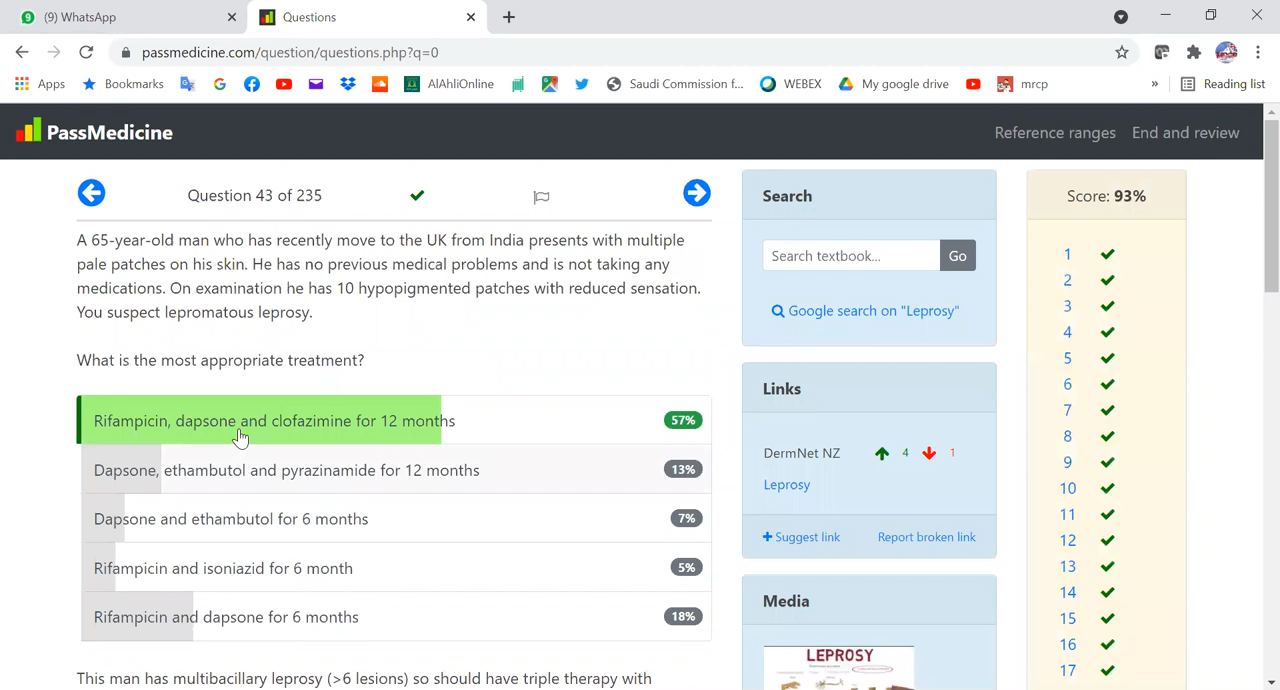 (9) WhatsApp
Questions
passmedicine.com/question/questions.php?q=0
Apps
Bookmarks
AlAhliOnline
Saudi Commission f...
WEBEX
My google drive
mrcp
»
Reading list
PassMedicine
Reference ranges
End and review
Question 43 of 235
A 65-year-old man who has recently move to the UK from India presents with multiple
pale patches on his skin. He has no previous medical problems and is not taking any
medications. On examination he has 10 hypopigmented patches with reduced sensation.
You suspect lepromatous leprosy.
What is the most appropriate treatment?
Rifampicin, dapsone and clofazimine for 12 months 57%
Dapsone, ethambutol and pyrazinamide for 12 months 13%
Dapsone and ethambutol for 6 months 7%
Rifampicin and isoniazid for 6 month 5%
Rifampicin and dapsone for 6 months 18%
This man has multibacillary leprosy (>6 lesions) so should have triple therapy with
Search
Search textbook...
Go
Google search on "Leprosy"
Links
DermNet NZ 4 1
Leprosy
Suggest link
Report broken link
Media
LEPROSY
Score: 93%
1
2
3
4
5
6
7
8
9
10
11
12
13
14
15
16
17